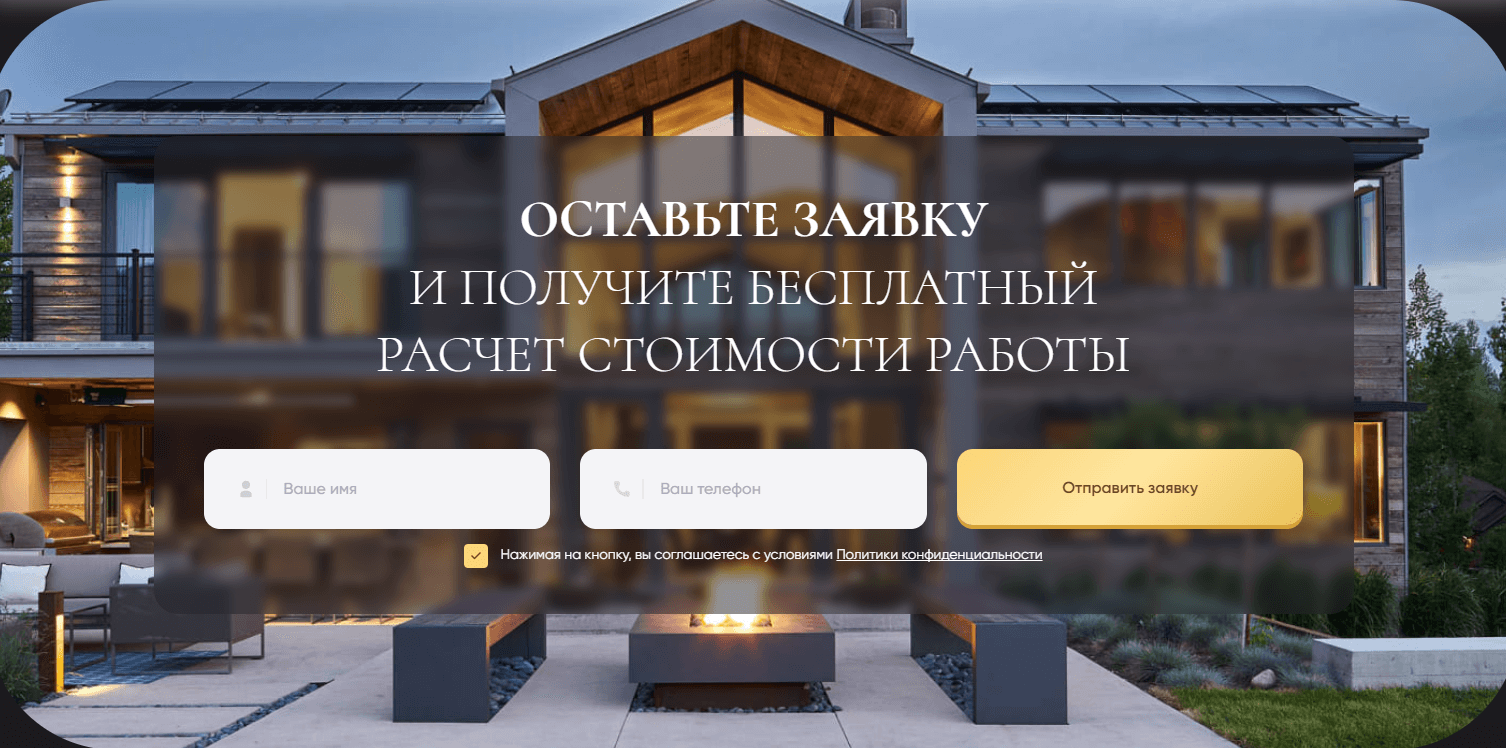 ОСТАВЬТЕ ЗАЯВКУ
И ПОЛУЧИТЕ БЕСПЛАТНЫЙ
РАСЧЕТ СТОИМОСТИ РАБОТЫ
Ваше имя
Ваш телефон
Отправить заявку
Нажимая на кнопку, вы соглашаетесь с условиями Политики конфиденциальности